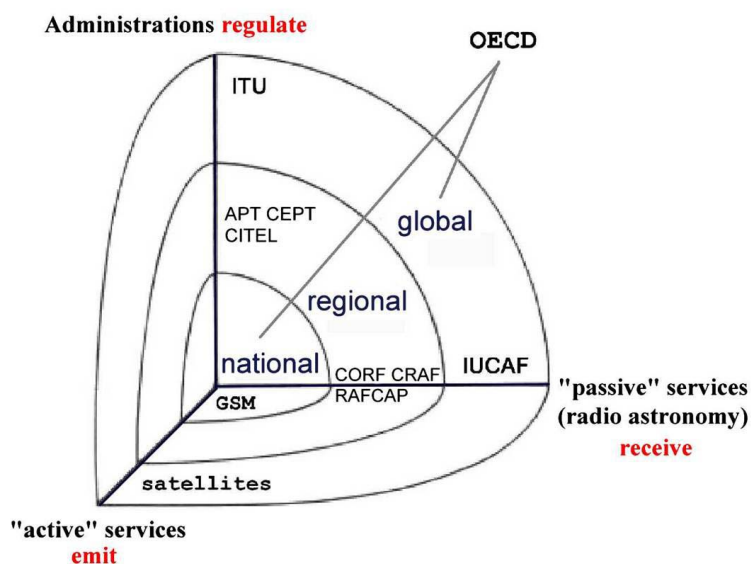 Administrations regulate
OECD
ITU
APT CEPT
CITEL
global
regional
national
CORF CRAF
IUCAF
GSM
RAFCAP
"passive" services
(radio astronomy)
receive
satellites
"active" services
emit